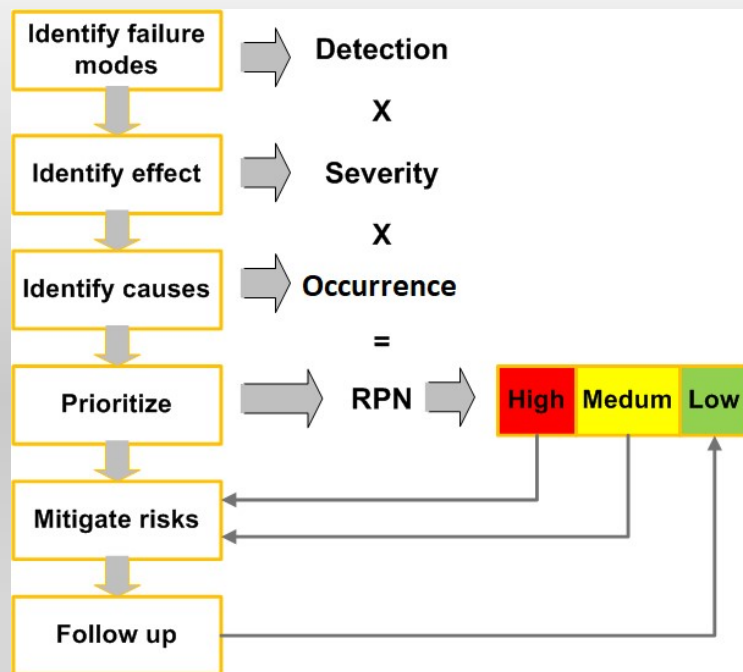 Identify failure
modes
Detection
X
Identify effect
Severity
X
Identify causes
Occurrence
=
Prioritize
RPN
High
Medum
Low
Mitigate risks
Follow up